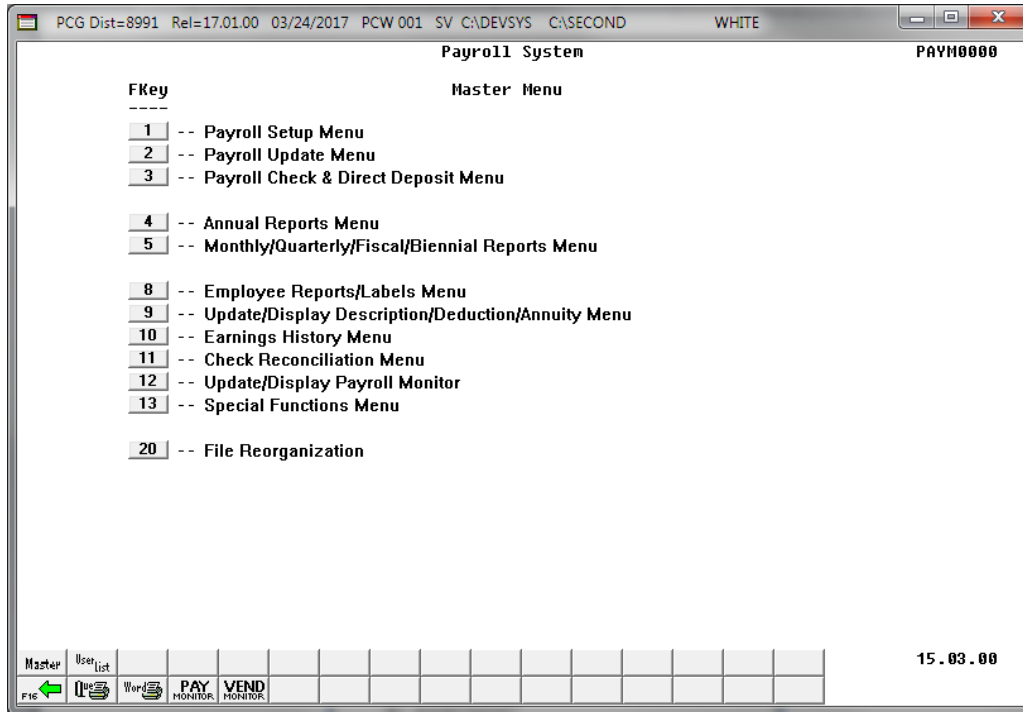 PCG Dist=8991 Rel=17.01.00 03/24/2017 PCW 001 SV C:\DEVSYS C:\SECOND WHITE
Payroll System PAYM0000
FKey Master Menu
----
1 -- Payroll Setup Menu
2 -- Payroll Update Menu
3 -- Payroll Check & Direct Deposit Menu
4 -- Annual Reports Menu
5 -- Monthly/Quarterly/Fiscal/Biennial Reports Menu
8 -- Employee Reports/Labels Menu
9 -- Update/Display Description/Deduction/Annuity Menu
10 -- Earnings History Menu
11 -- Check Reconciliation Menu
12 -- Update/Display Payroll Monitor
13 -- Special Functions Menu
20 -- File Reorganization
Master User List 15.03.00
F16 Que Word PAY MONITOR VEND MONITOR